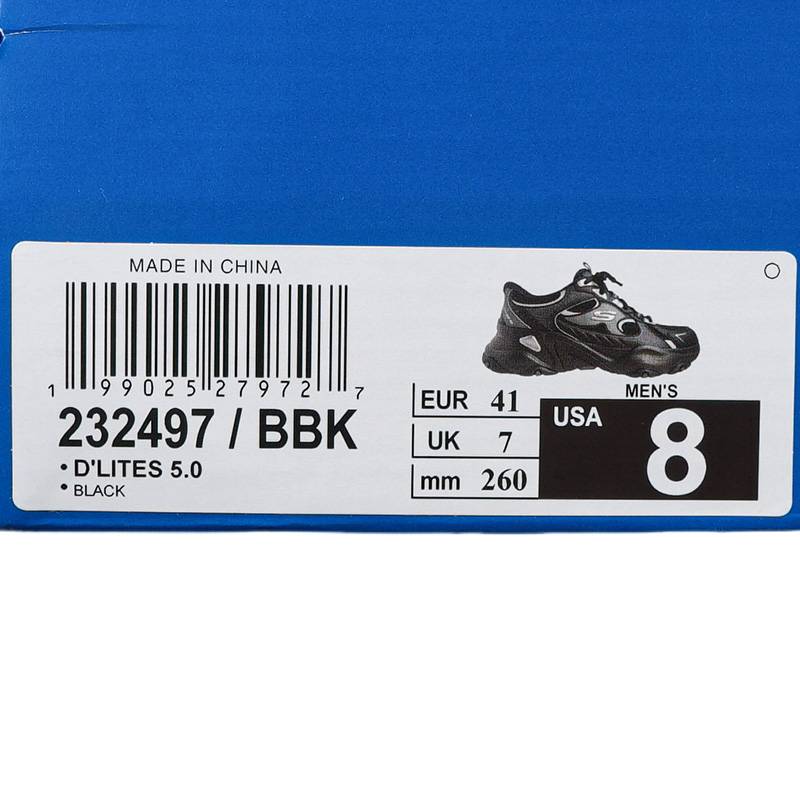 MADE IN CHINA
1 99025 27972 7
232497 / BBK
• D'LITES 5.0
• BLACK
S
MEN'S
EUR 41
UK 7
mm 260
USA 8